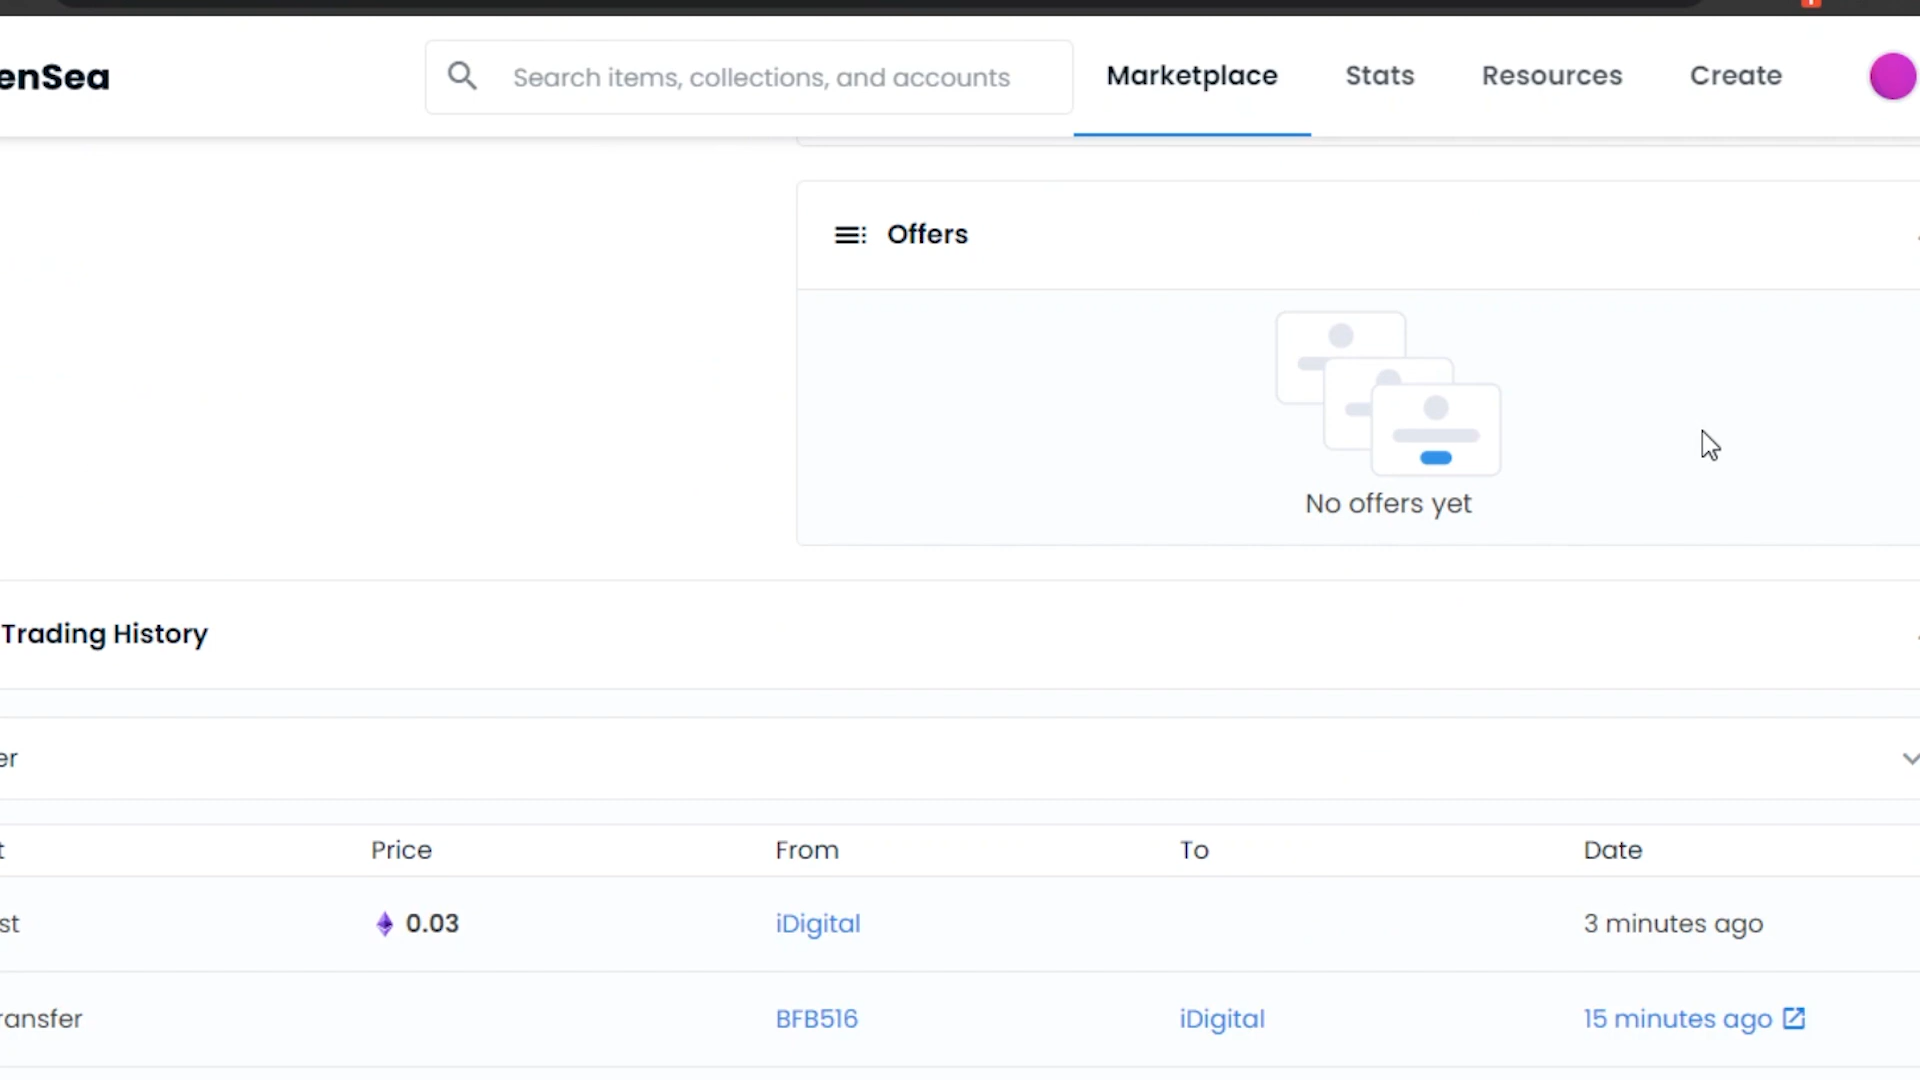 enSea
Search items, collections, and accounts
Marketplace
Stats
Resources
Create
Offers
No offers yet
Trading History
er
t Price From To Date
st 0.03 iDigital 3 minutes ago
ransfer BFB516 iDigital 15 minutes ago